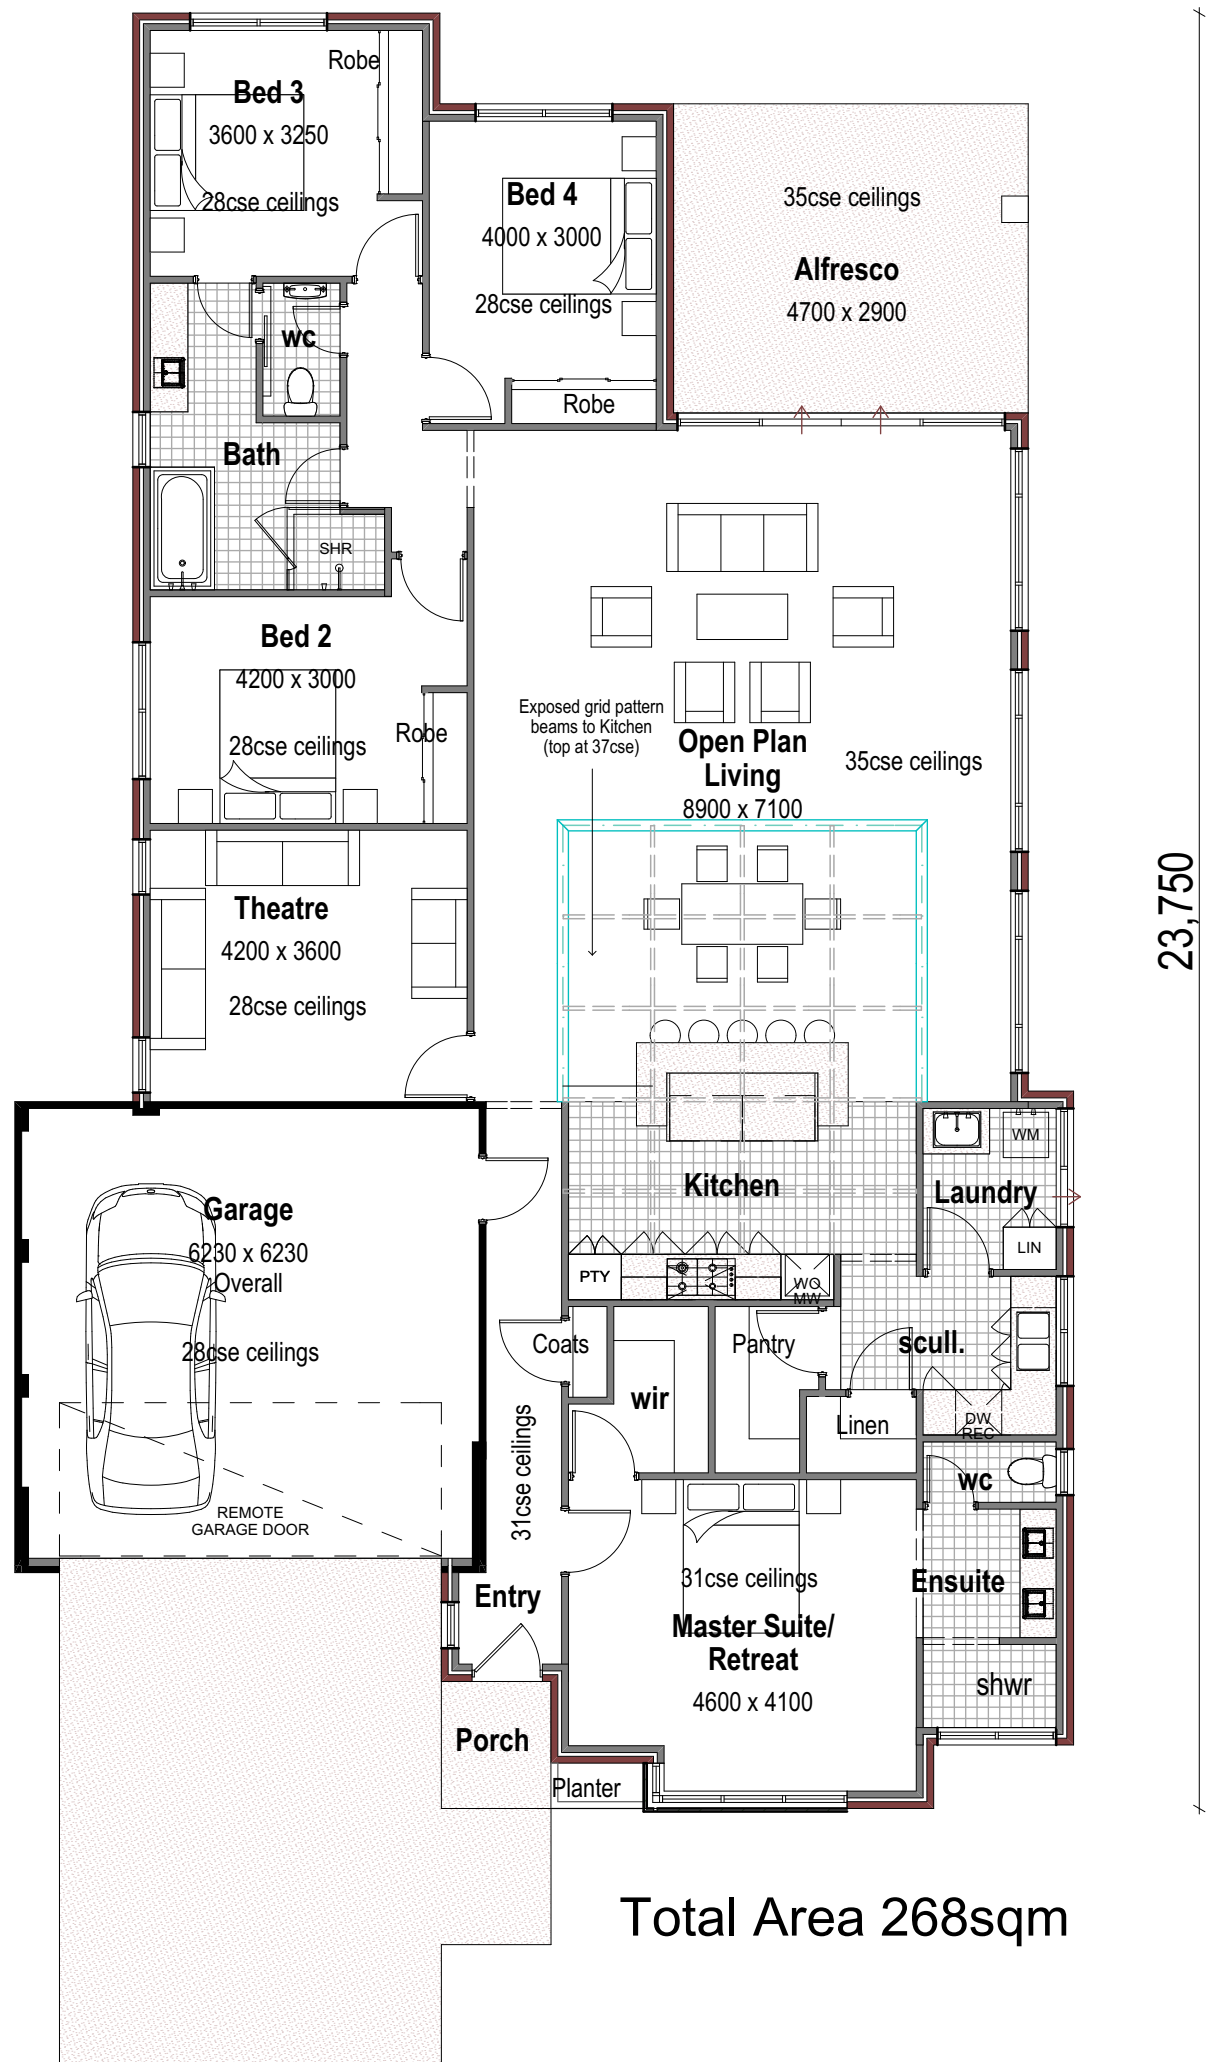 Robe
Bed 3
3600 x 3250
28cse ceilings
Bed 4
4000 x 3000
28cse ceilings
Robe
35cse ceilings
Alfresco
4700 x 2900
wc
Bath
SHR
Bed 2
4200 x 3000
Robe
28cse ceilings
Exposed grid pattern
beams to Kitchen
(top at 37cse)
Open Plan
Living
8900 x 7100
35cse ceilings
23,750
Theatre
4200 x 3600
28cse ceilings
Kitchen
WM
Laundry
LIN
Garage
6230 x 6230
Overall
28cse ceilings
PTY
WO
MW
Coats
Pantry
scull.
wir
Linen
DW
REC
31cse ceilings
wc
REMOTE
GARAGE DOOR
Entry
31cse ceilings
Ensuite
Master Suite/
Retreat
4600 x 4100
shwr
Porch
Planter
Total Area 268sqm